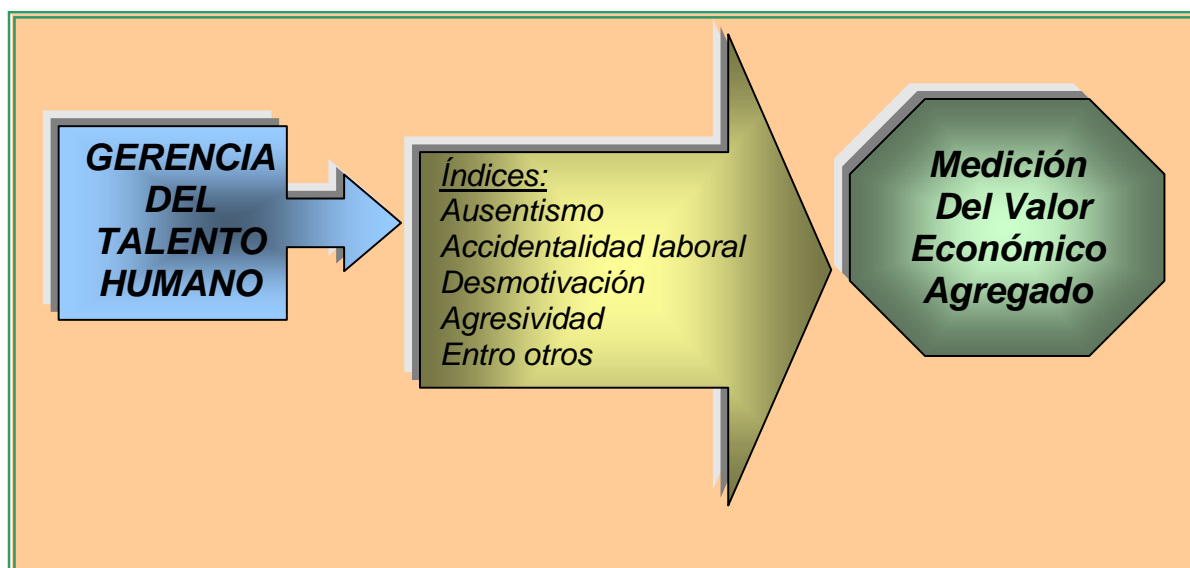 GERENCIA
DEL
TALENTO
HUMANO
Índices:
Ausentismo
Accidentalidad laboral
Desmotivación
Agresividad
Entro otros
Medición
Del Valor
Económico
Agregado